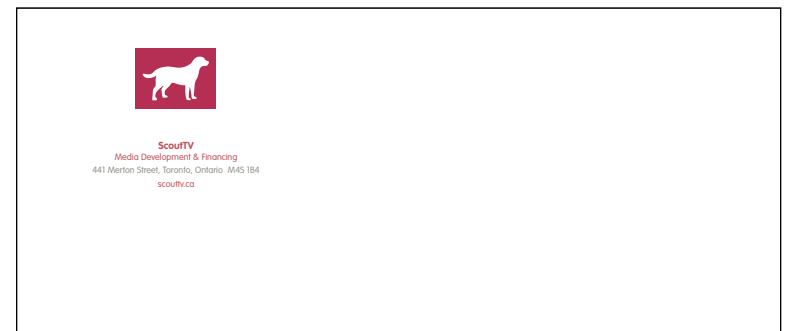 ScoutTV
Media Development & Financing
441 Merton Street, Toronto, Ontario  M4S 1B4
scouttv.ca